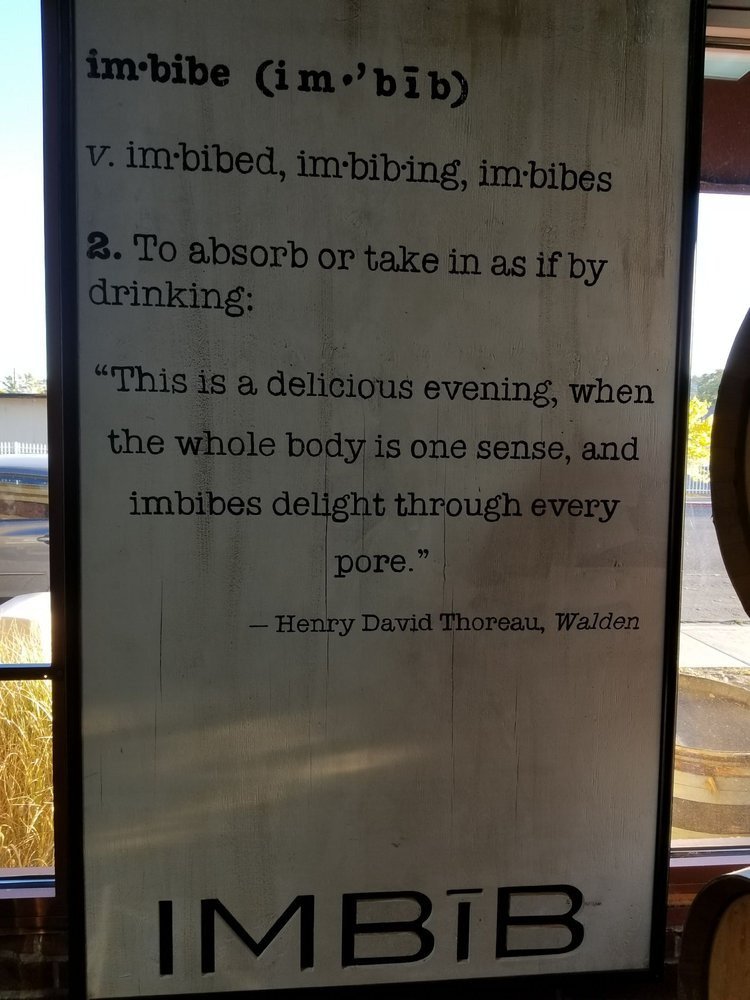 im·bibe (im·’bīb)
v. im·bibed, im·bib·ing, im·bibes
2. To absorb or take in as if by
drinking:
“This is a delicious evening, when
the whole body is one sense, and
imbibes delight through every
pore.”
— Henry David Thoreau, Walden
IMBīB